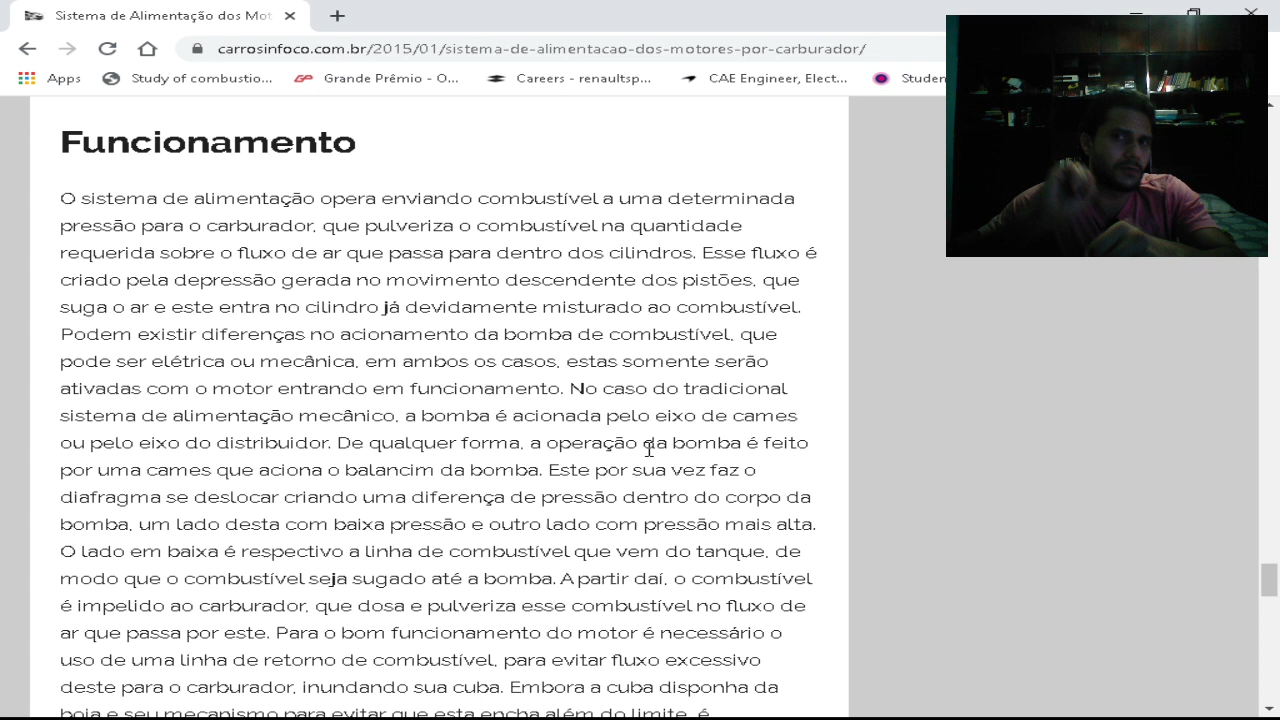 Sistema de Alimentação dos Mot
carrosinfoco.com.br/2015/01/sistema-de-alimentacao-dos-motores-por-carburador/
Apps
Study of combustio...
Grande Prêmio - O...
Careers - renaultsp...
CAE Engineer, Elect...
Studen
Funcionamento
O sistema de alimentação opera enviando combustível a uma determinada
pressão para o carburador, que pulveriza o combustível na quantidade
requerida sobre o fluxo de ar que passa para dentro dos cilindros. Esse fluxo é
criado pela depressão gerada no movimento descendente dos pistões, que
suga o ar e este entra no cilindro já devidamente misturado ao combustível.
Podem existir diferenças no acionamento da bomba de combustível, que
pode ser elétrica ou mecânica, em ambos os casos, estas somente serão
ativadas com o motor entrando em funcionamento. No caso do tradicional
sistema de alimentação mecânico, a bomba é acionada pelo eixo de cames
ou pelo eixo do distribuidor. De qualquer forma, a operação da bomba é feito
por uma cames que aciona o balancim da bomba. Este por sua vez faz o
diafragma se deslocar criando uma diferença de pressão dentro do corpo da
bomba, um lado desta com baixa pressão e outro lado com pressão mais alta.
O lado em baixa é respectivo a linha de combustível que vem do tanque, de
modo que o combustível seja sugado até a bomba. A partir daí, o combustível
é impelido ao carburador, que dosa e pulveriza esse combustível no fluxo de
ar que passa por este. Para o bom funcionamento do motor é necessário o
uso de uma linha de retorno de combustível, para evitar fluxo excessivo
deste para o carburador, inundando sua cuba. Embora a cuba disponha da
boia e seu mecanismo para evitar que esta encha além do limite, é